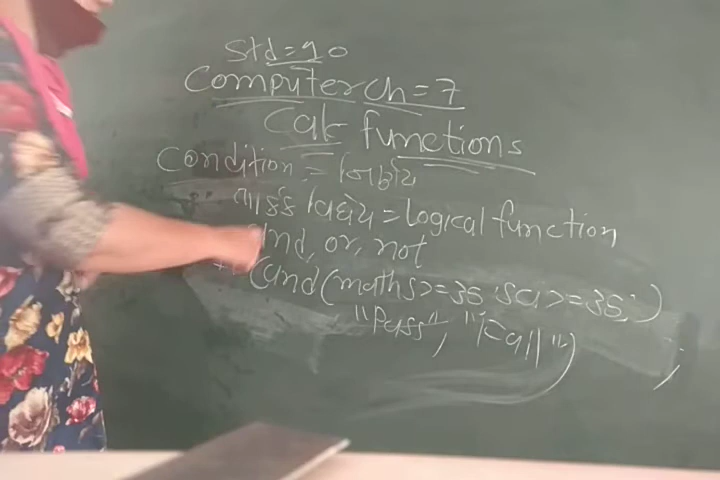 Std = 10
Computer ch = 7
Calc functions
condition =
= Logical function
and, or, not
(and(maths>=35; sci>=35;)
"Pass", "Fail")